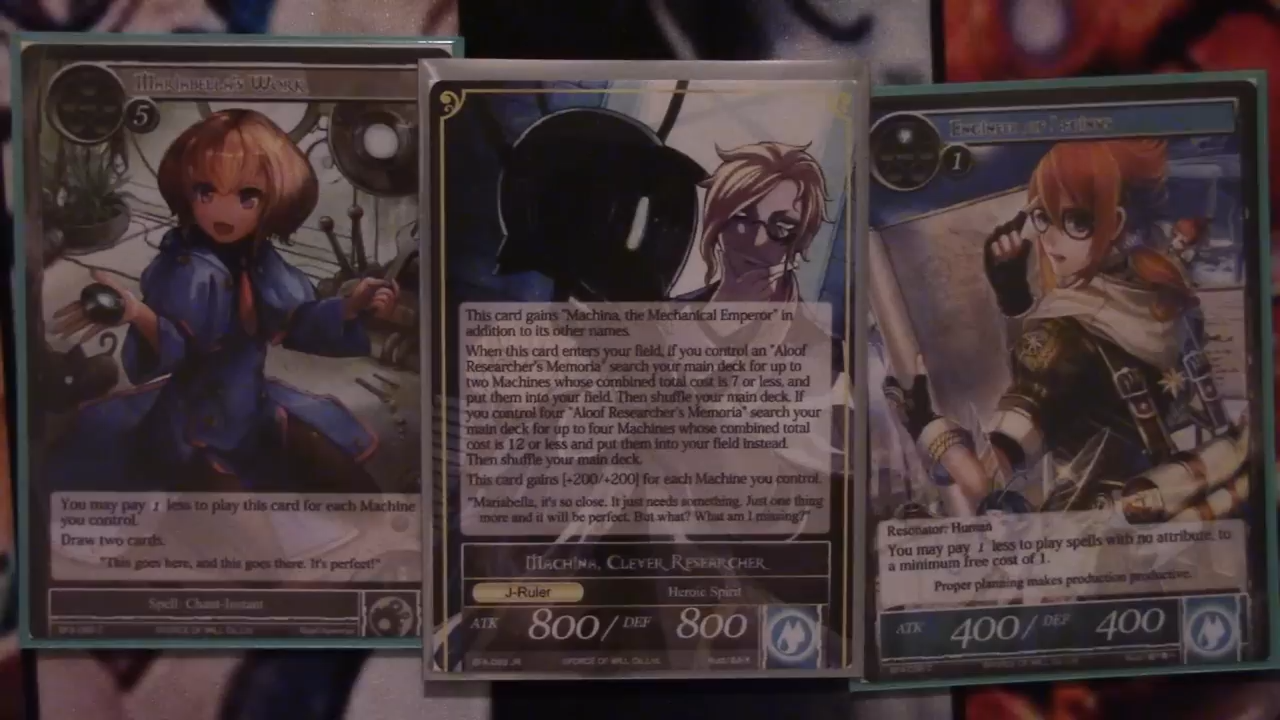 Mariabella's Work
5
You may pay 1 less to play this card for each Machine
you control.
Draw two cards.
"This goes here, and this goes there. It's perfect!"
Spell: Chant-Instant
This card gains "Machina, the Mechanical Emperor" in
addition to its other names.
When this card enters your field, if you control an "Aloof
Researcher's Memoria" search your main deck for up to
two Machines whose combined total cost is 7 or less, and
put them into your field. Then shuffle your main deck. If
you control four "Aloof Researcher's Memoria" search your
main deck for up to four Machines whose combined total
cost is 12 or less and put them into your field instead.
Then shuffle your main deck.
This card gains [+200/+200] for each Machine you control.
"Mariabella, it's so close. It just needs something. Just one thing
more and it will be perfect. But what? What am I missing?"
Machina, Clever Researcher
J-Ruler
Heroic Spirit
ATK 800 / DEF 800
©FORCE OF WILL Co.,Ltd.
Engineer of
1
Resonator: Human
You may pay 1 less to play spells with no attribute, to
a minimum free cost of 1.
Proper planning makes production productive.
ATK 400 / DEF 400